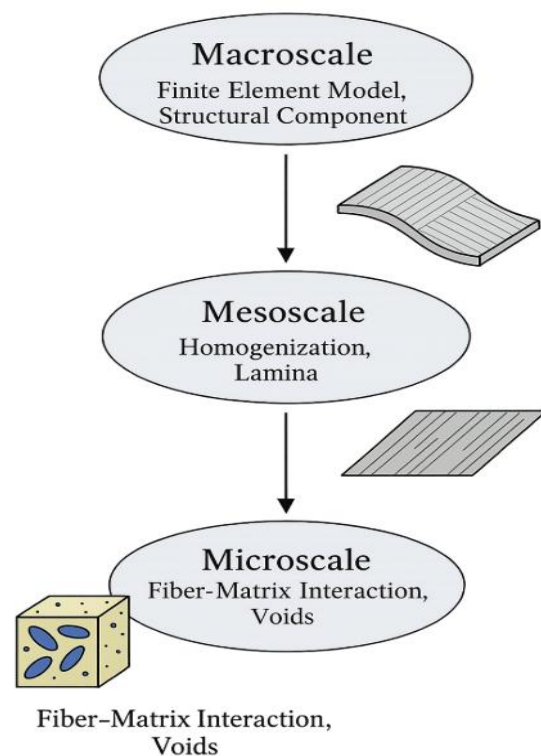 Macroscale
Finite Element Model,
Structural Component
Mesoscale
Homogenization,
Lamina
Microscale
Fiber-Matrix Interaction,
Voids
Fiber–Matrix Interaction,
Voids